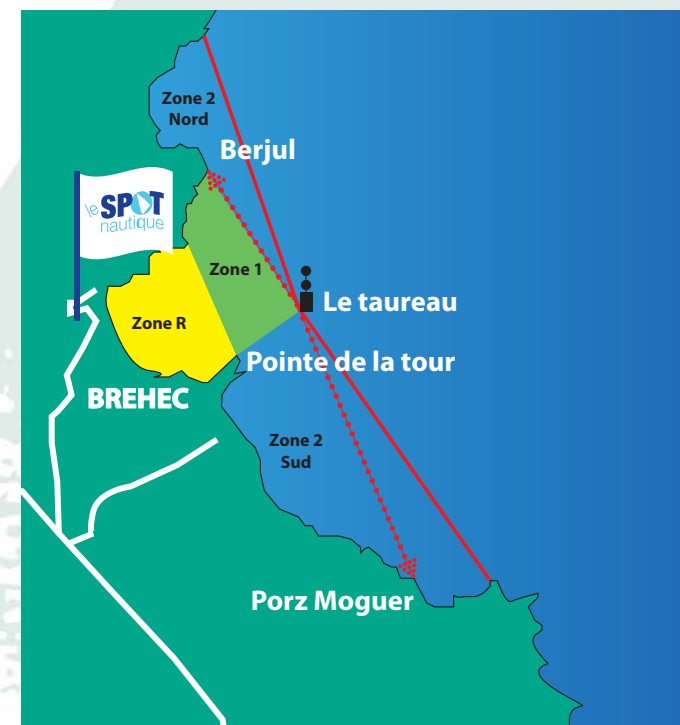 Zone 2
Nord
Berjul
le SPOT
nautique
Zone 1
Le taureau
Zone R
Pointe de la tour
BREHEC
Zone 2
Sud
Porz Moguer